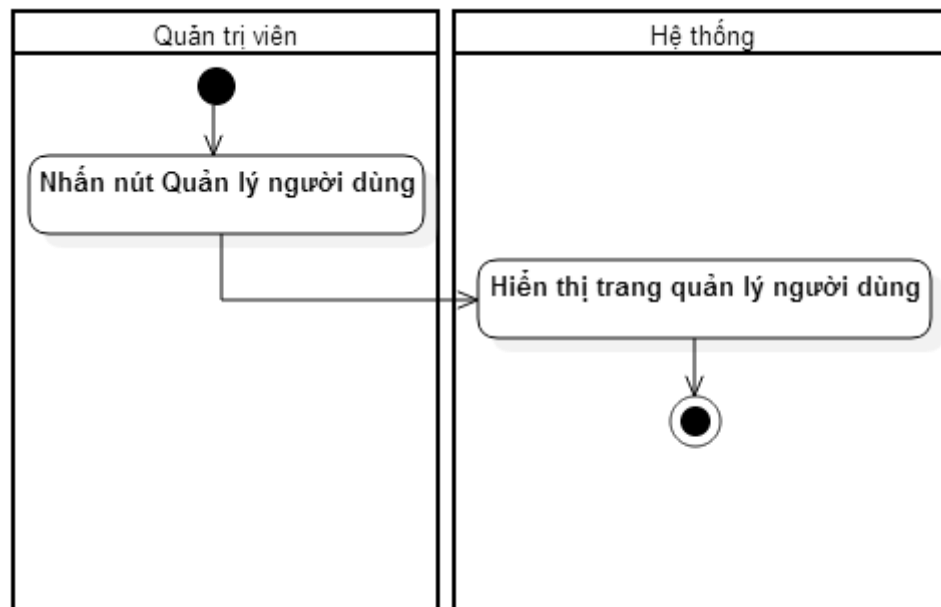 Quản trị viên
Hệ thống
Nhấn nút Quản lý người dùng
Hiển thị trang quản lý người dùng